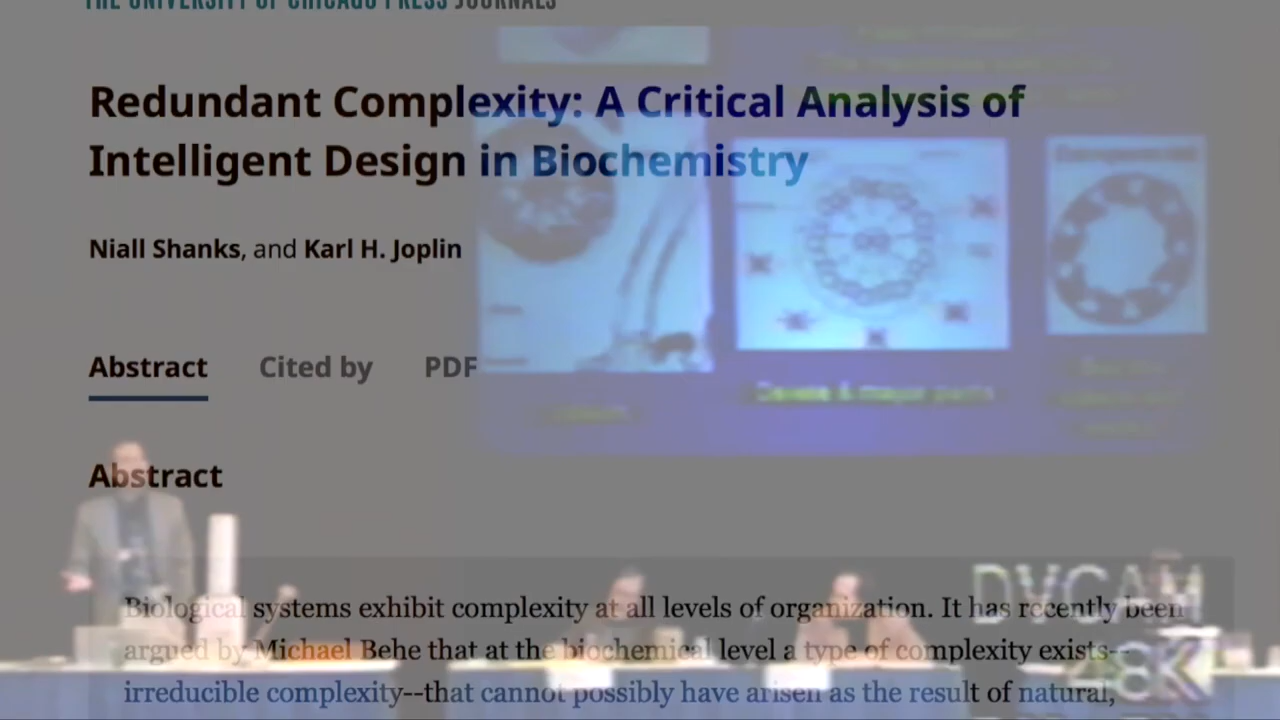 THE UNIVERSITY OF CHICAGO PRESS JOURNALS
Redundant Complexity: A Critical Analysis of
Intelligent Design in Biochemistry
Niall Shanks, and Karl H. Joplin
Abstract Cited by PDF
Abstract
Biological systems exhibit complexity at all levels of organization. It has recently been
argued by Michael Behe that at the biochemical level a type of complexity exists--
irreducible complexity--that cannot possibly have arisen as the result of natural,
DVCAM
48K